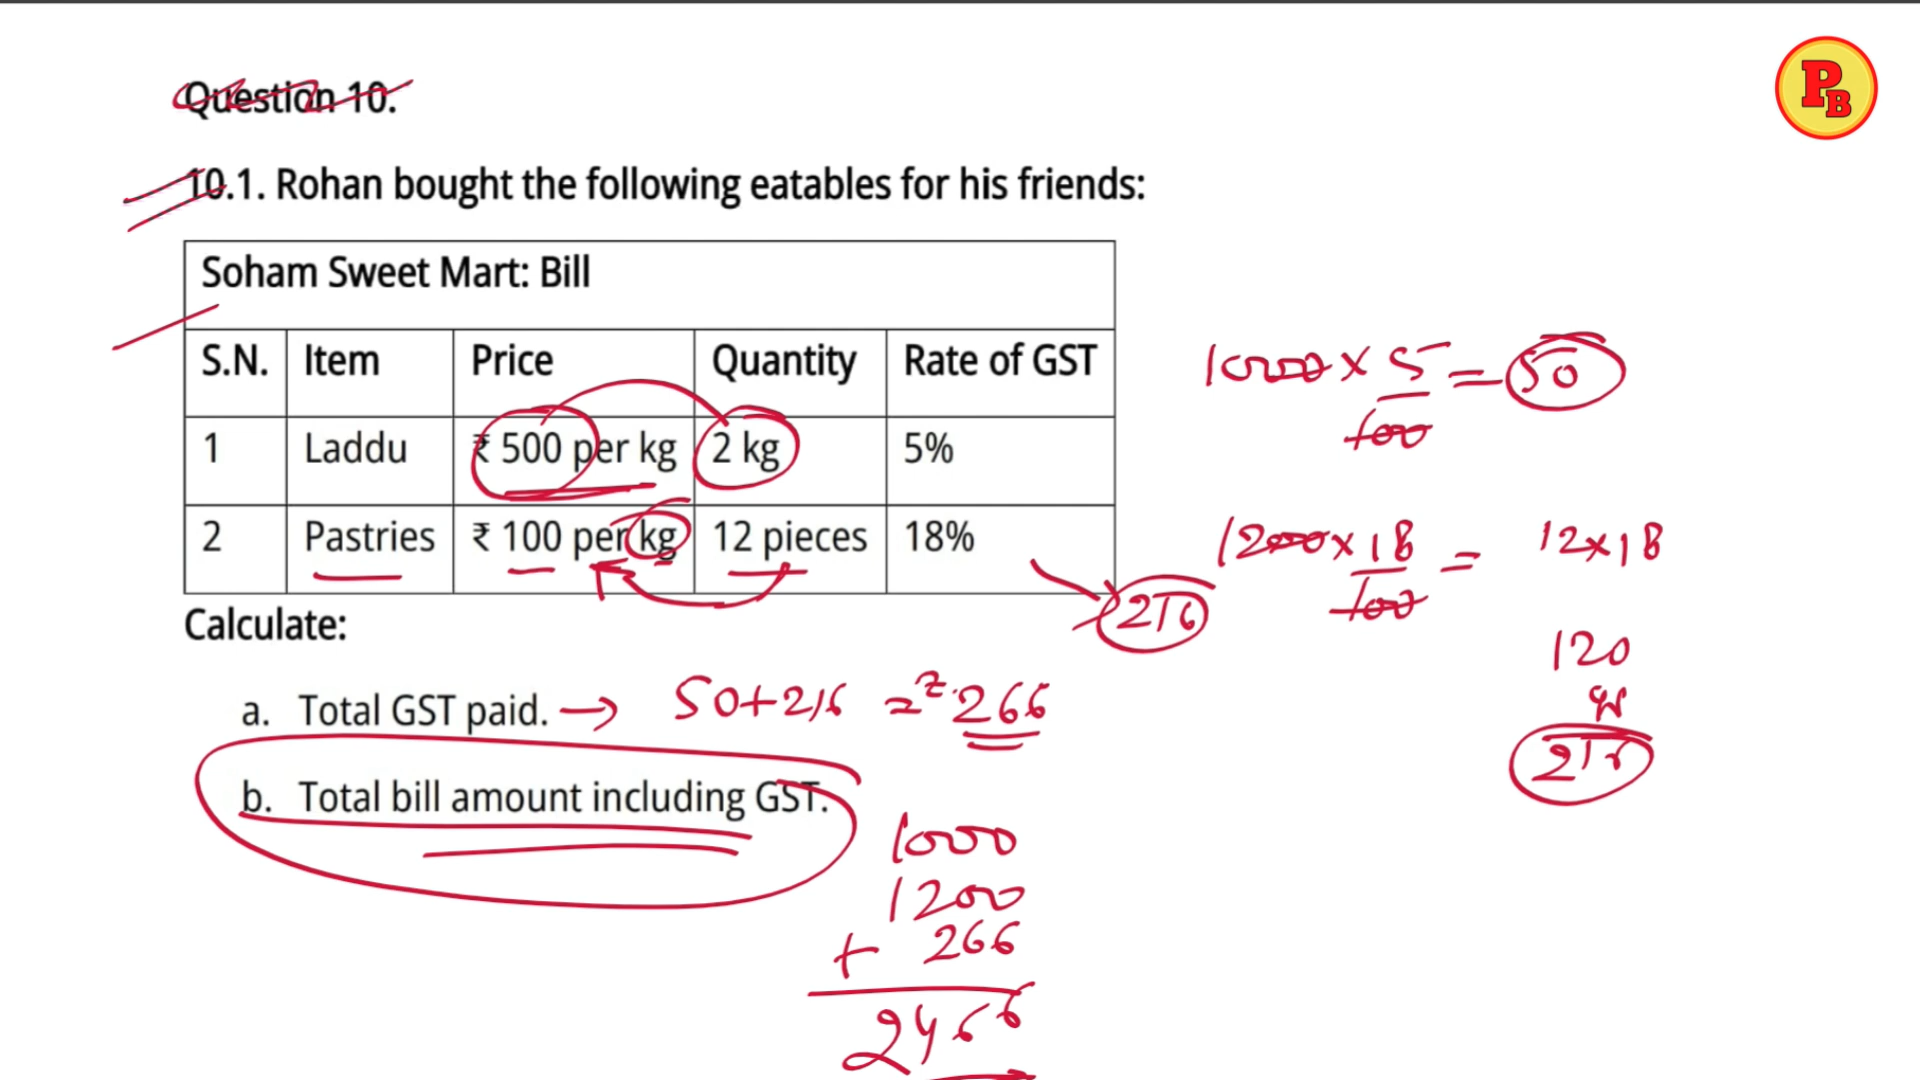 PB
Question 10.
10.1. Rohan bought the following eatables for his friends:
Soham Sweet Mart: Bill
S.N. Item Price Quantity Rate of GST
1 Laddu ₹ 500 per kg 2 kg 5%
2 Pastries ₹ 100 per kg 12 pieces 18%
1000 × 5/100 = 50
1200 × 18/100 = 12×18
216
120
96
216
Calculate:
a. Total GST paid. → 50+216 = ₹ 266
b. Total bill amount including GST.
1000
1200
+ 266
2466